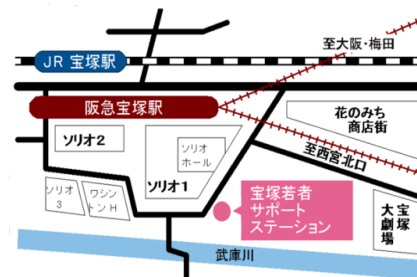 至大阪・梅田
JR 宝塚駅
阪急宝塚駅
花のみち
商店街
ソリオ2
ソリオ
ホール
至西宮北口
ソリオ1
ソリオ
3
ワシン
トンH
宝塚若者
サポート
ステーション
宝塚
大劇場
武庫川